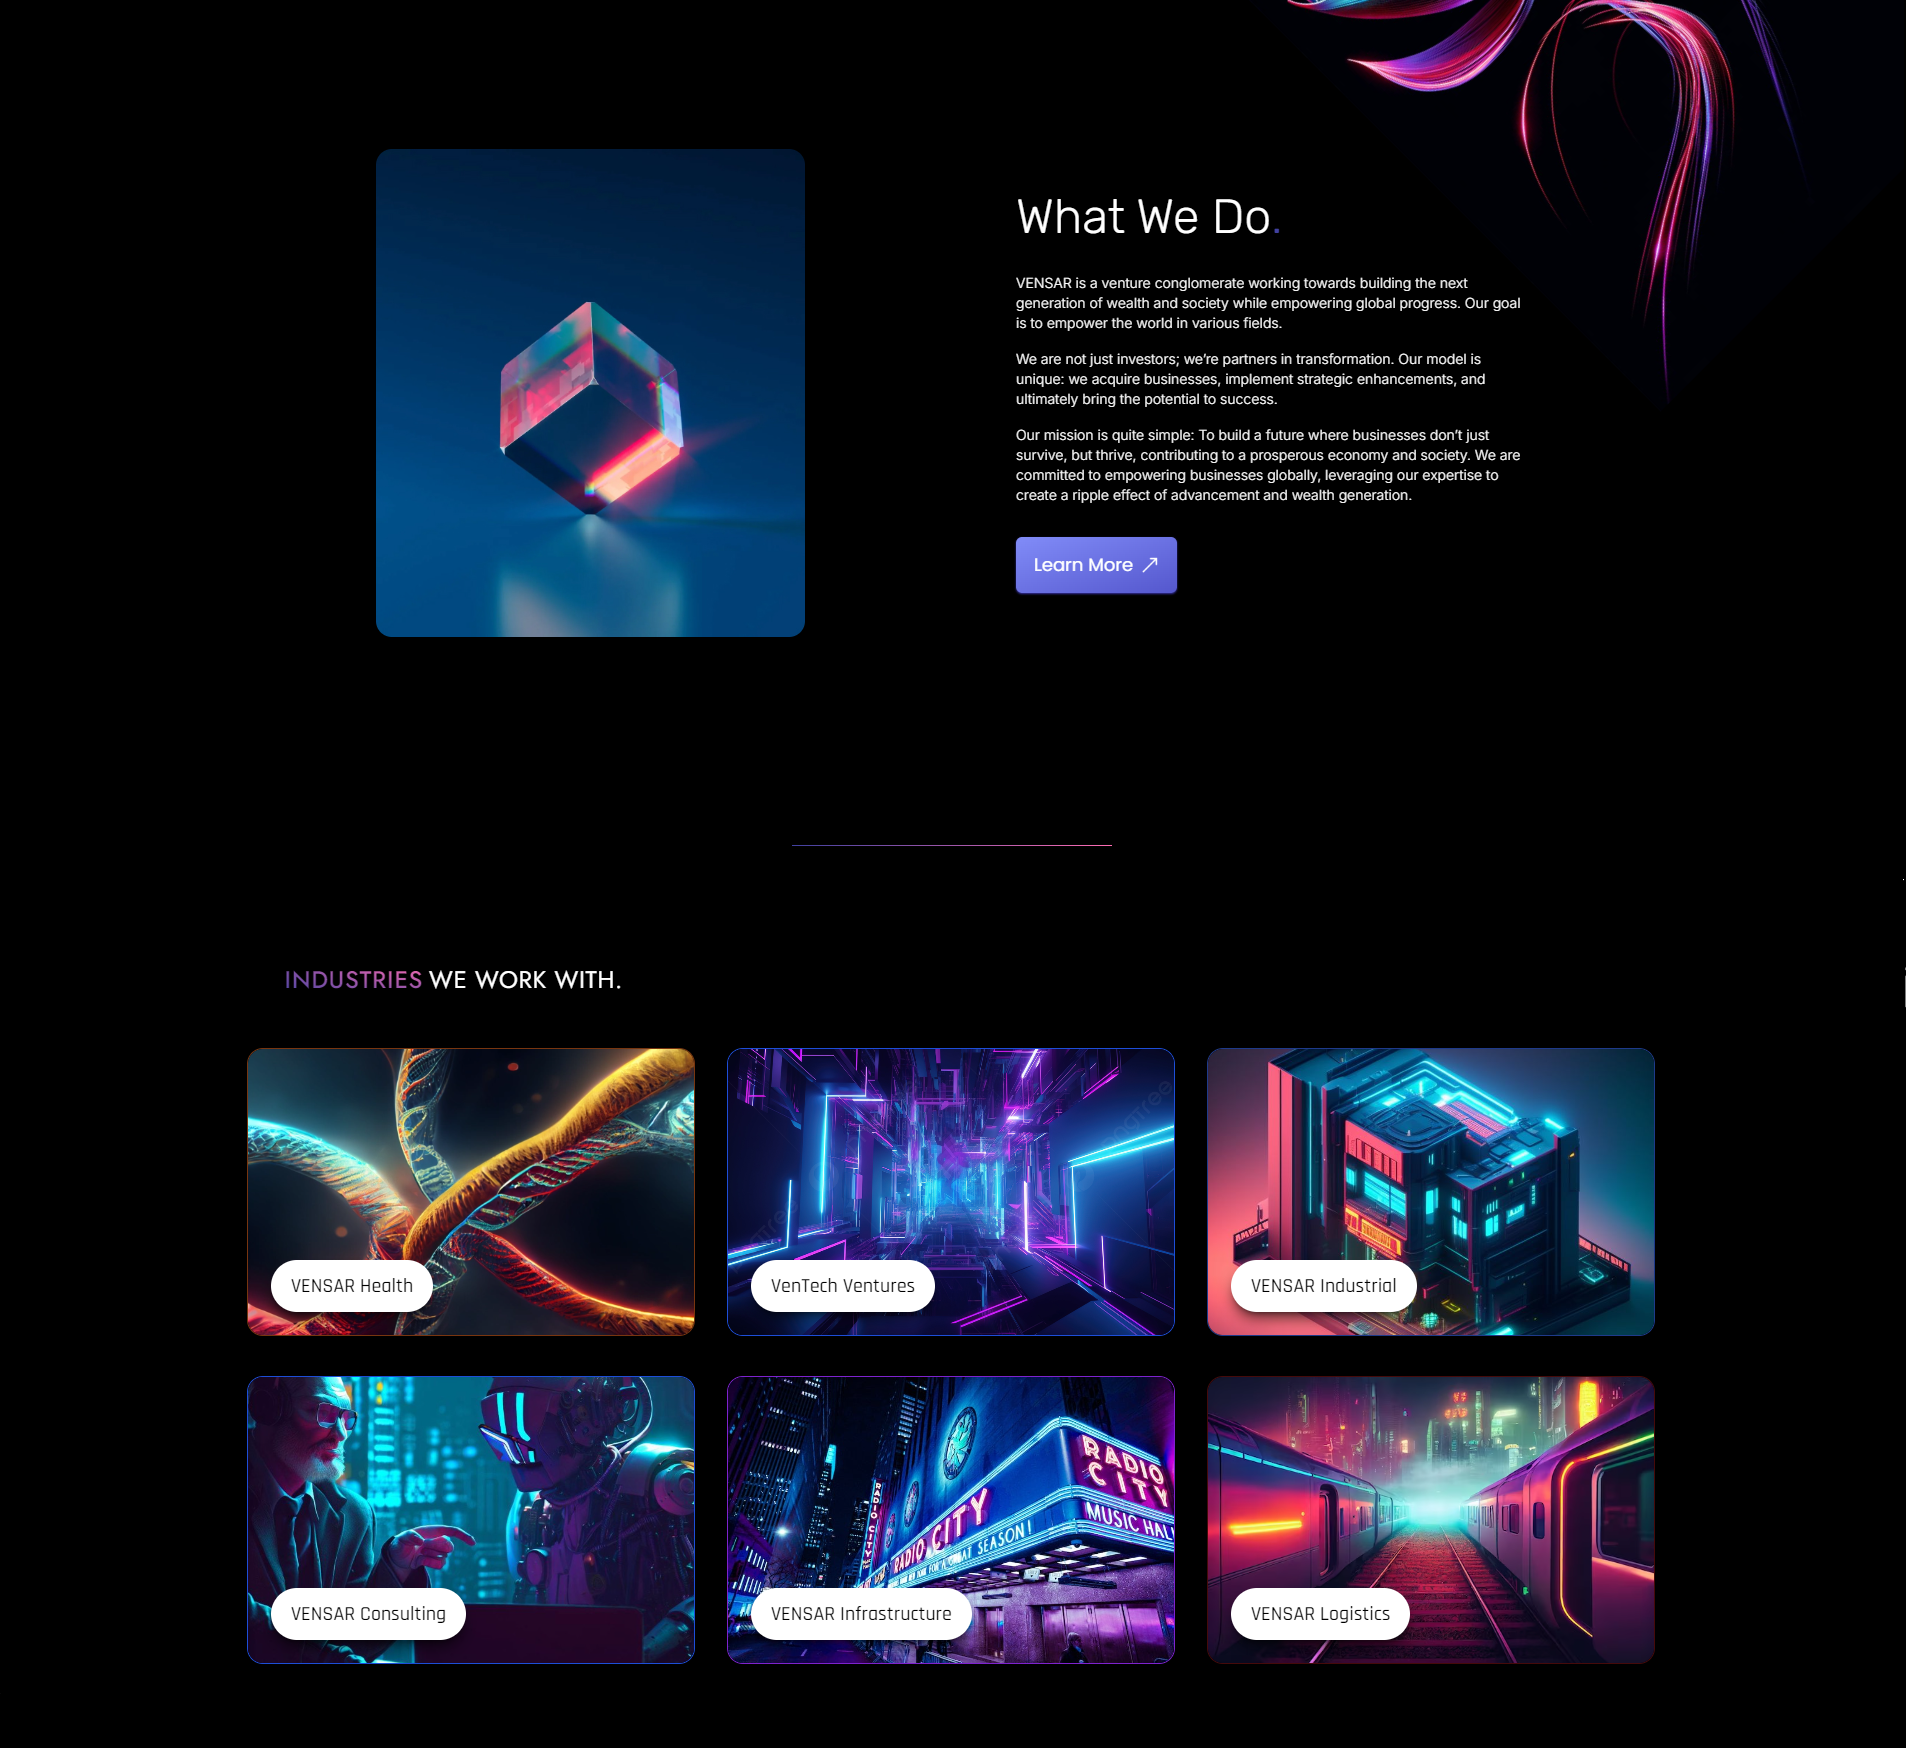 What We Do.
VENSAR is a venture conglomerate working towards building the next
generation of wealth and society while empowering global progress. Our goal
is to empower the world in various fields.
We are not just investors; we’re partners in transformation. Our model is
unique: we acquire businesses, implement strategic enhancements, and
ultimately bring the potential to success.
Our mission is quite simple: To build a future where businesses don’t just
survive, but thrive, contributing to a prosperous economy and society. We are
committed to empowering businesses globally, leveraging our expertise to
create a ripple effect of advancement and wealth generation.
Learn More
INDUSTRIES WE WORK WITH.
VENSAR Health
VenTech Ventures
VENSAR Industrial
RADIO
CITY
MUSIC HALL
RADIO CITY
RADIO CITY
VENSAR Consulting
VENSAR Infrastructure
VENSAR Logistics